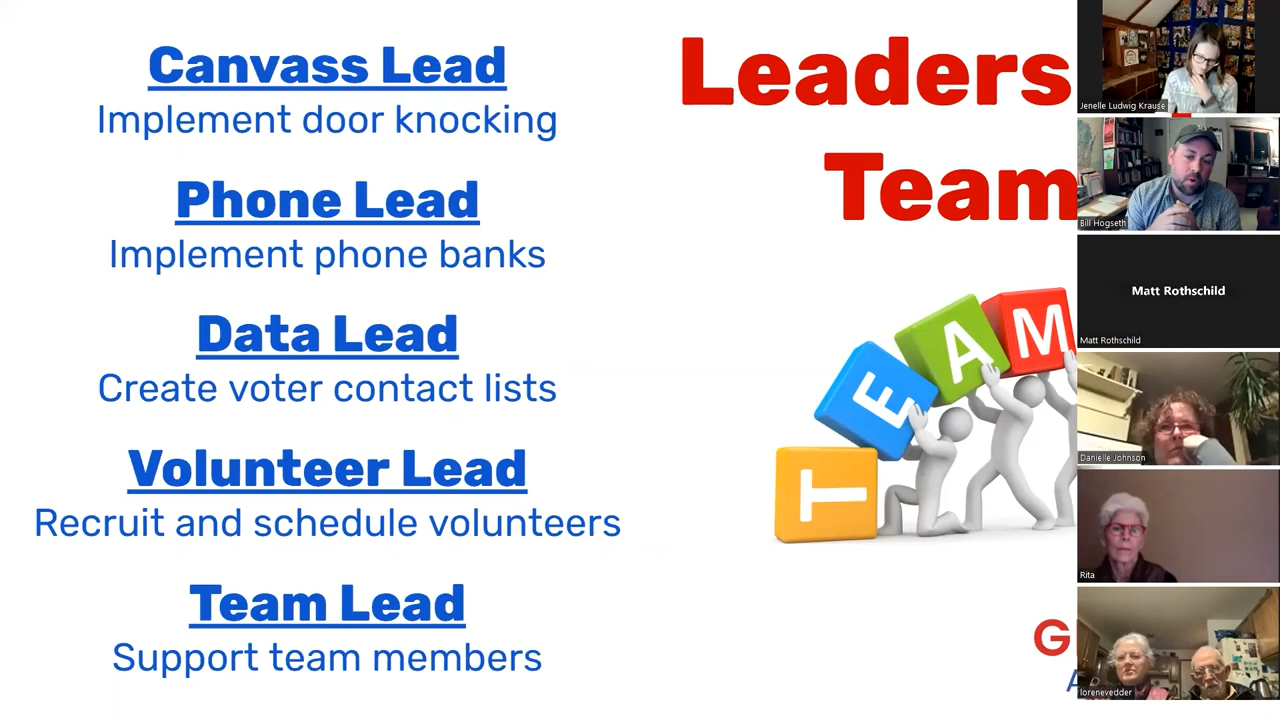 Canvass Lead
Implement door knocking
Phone Lead
Implement phone banks
Data Lead
Create voter contact lists
Volunteer Lead
Recruit and schedule volunteers
Team Lead
Support team members
Leaders
Team
T
E
A
M
G
A
Jenelle Ludwig Krause
Bill Hogseth
Matt Rothschild
Matt Rothschild
Danielle Johnson
Rita
lorenevedder